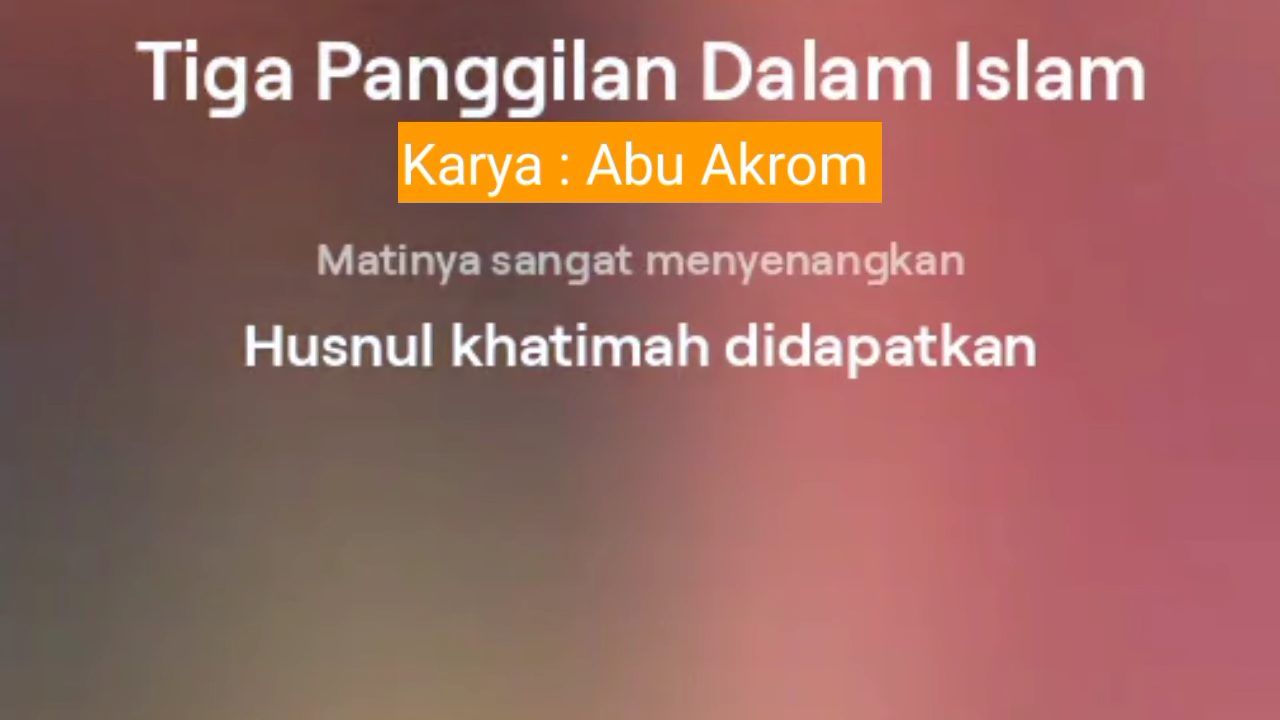 Tiga Panggilan Dalam Islam
Karya : Abu Akrom
Matinya sangat menyenangkan
Husnul khatimah didapatkan